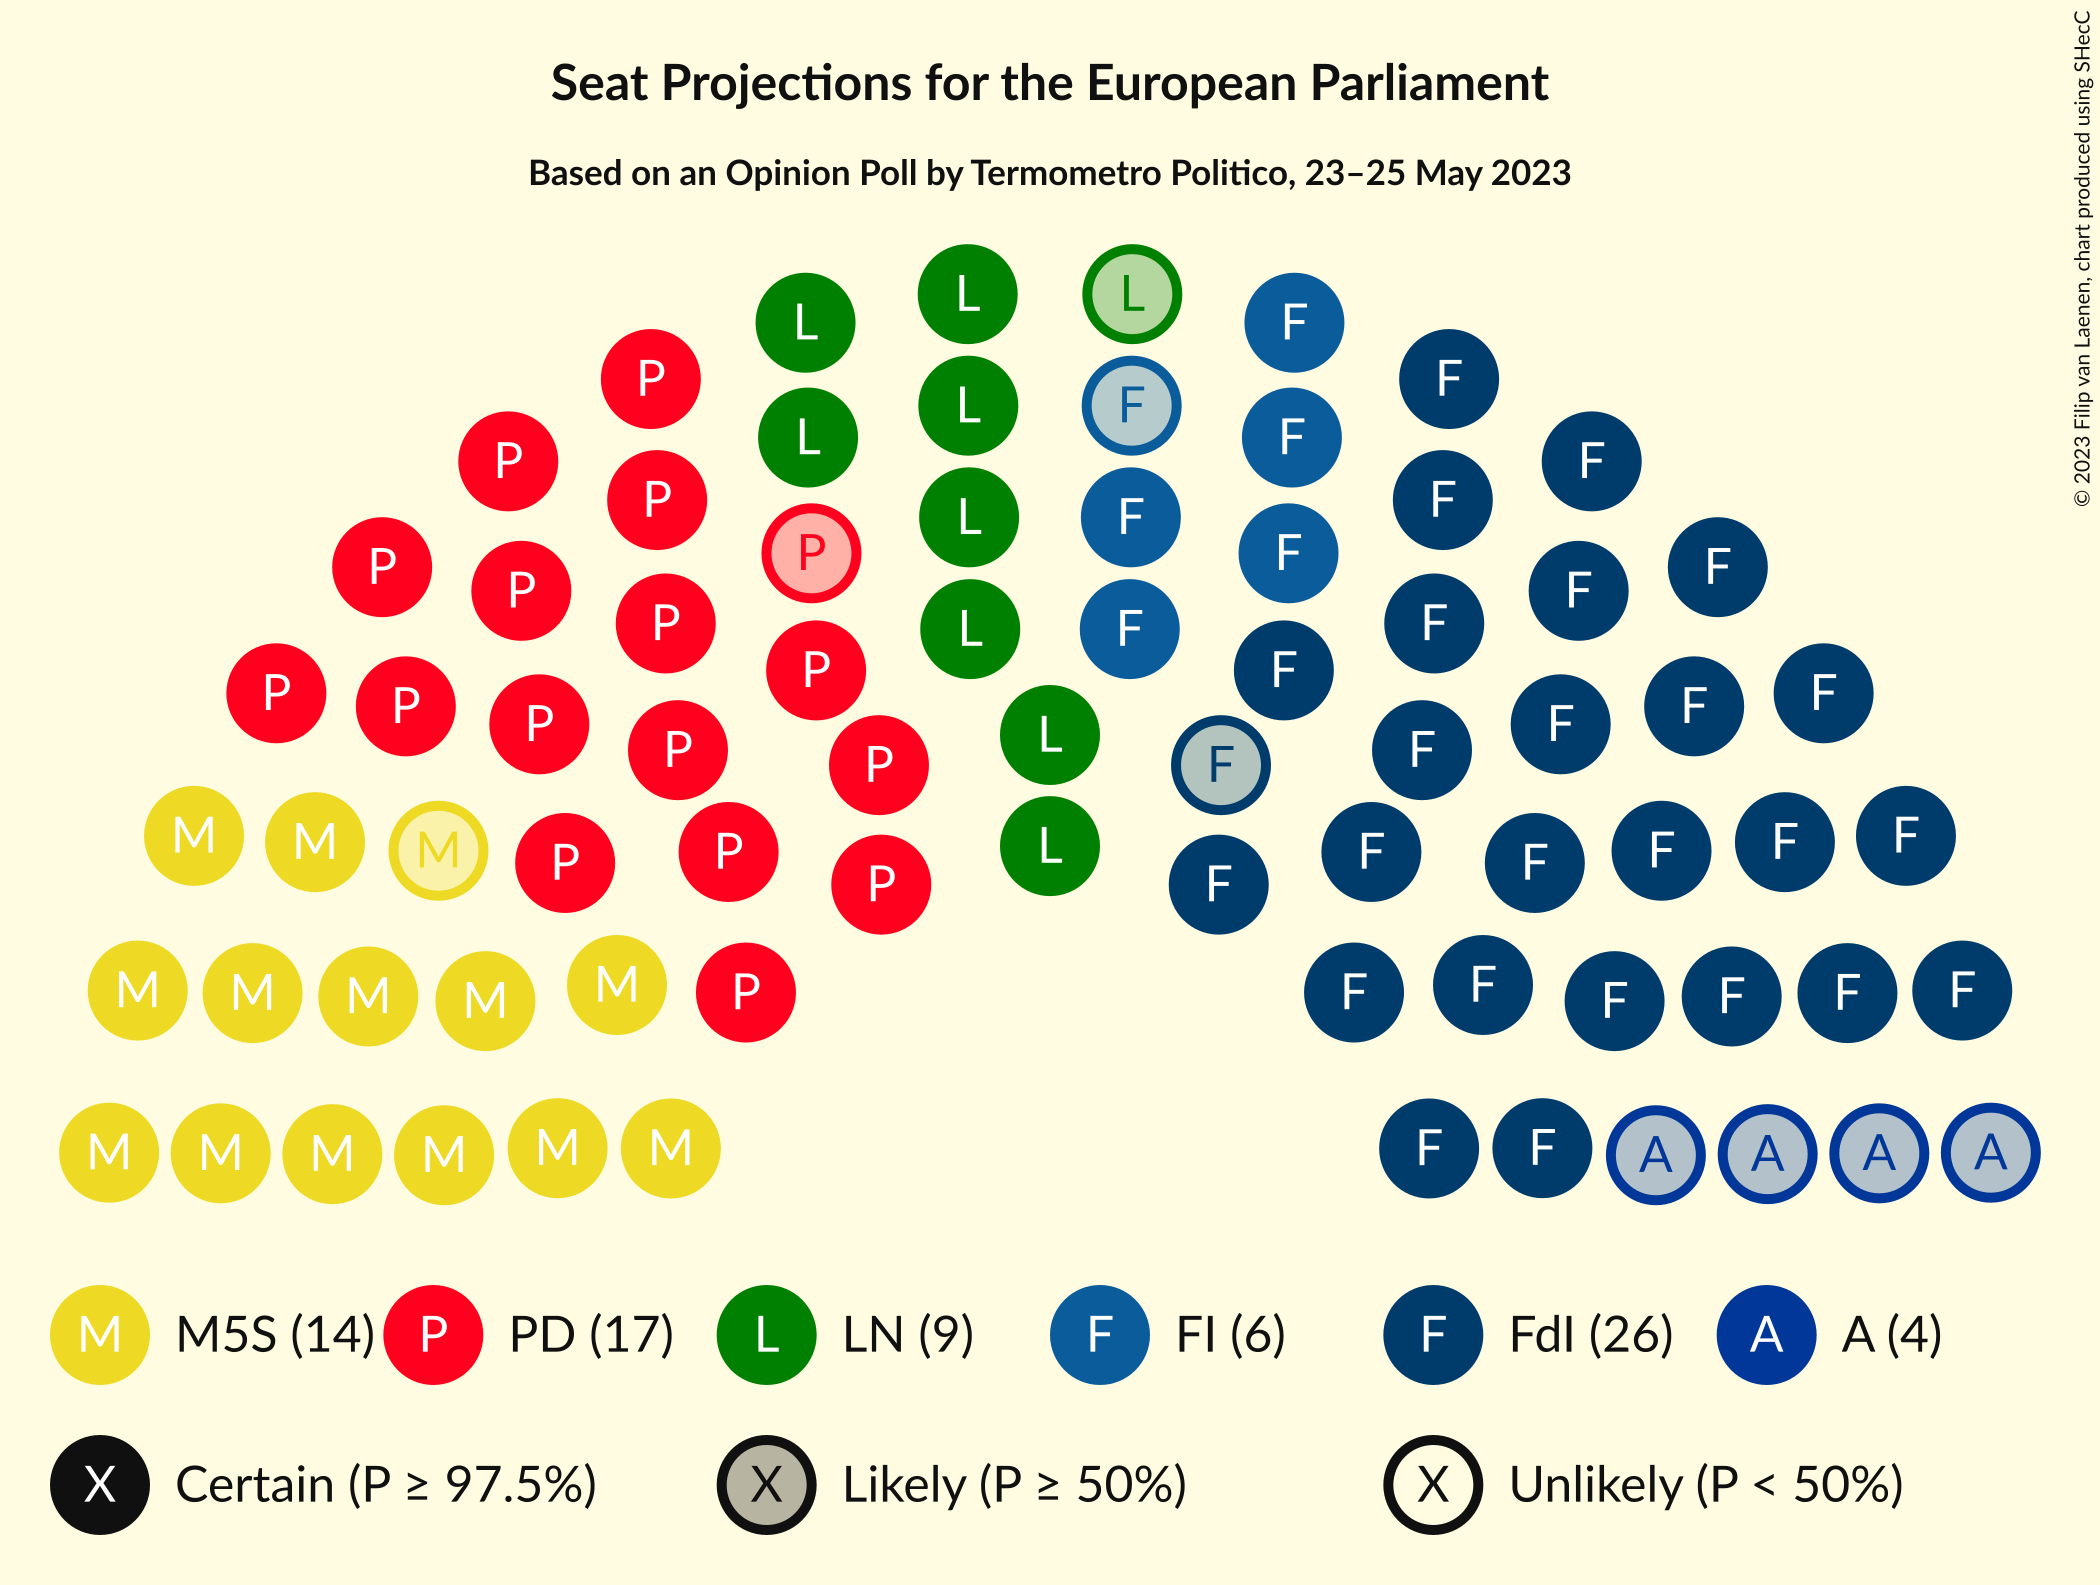 Seat Projections for the European Parliament
Based on an Opinion Poll by Termometro Politico, 23–25 May 2023
© 2023 Filip van Laenen, chart produced using SHecC
L L
L L F
P F
L L F F
P F
P L F
P F
P F
P P L F F F
P F
P F
P F
P L F F
P F
P F
P P F F
P P F F
L
P F
M F
M P F M F
P F
P F
L
P F
M F
M M M M P F F F F F
M F
M M M M M M F F A A A A
M M5S (14) P PD (17) L LN (9) F FI (6) F FdI (26) A A (4)
X Certain (P ≥ 97.5%) X Likely (P ≥ 50%) X Unlikely (P < 50%)